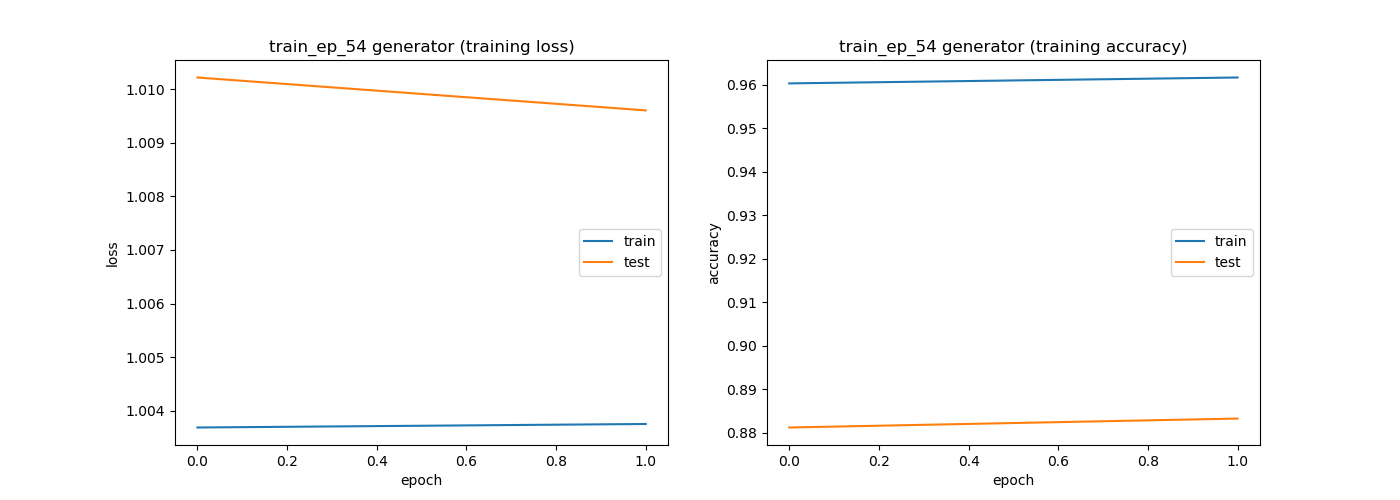 train_ep_54 generator (training loss)
1.010
1.009
1.008
1.007
1.006
1.005
1.004
loss
0.0 0.2 0.4 0.6 0.8 1.0
epoch
train
test
train_ep_54 generator (training accuracy)
0.96
0.95
0.94
0.93
0.92
0.91
0.90
0.89
0.88
accuracy
0.0 0.2 0.4 0.6 0.8 1.0
epoch
train
test